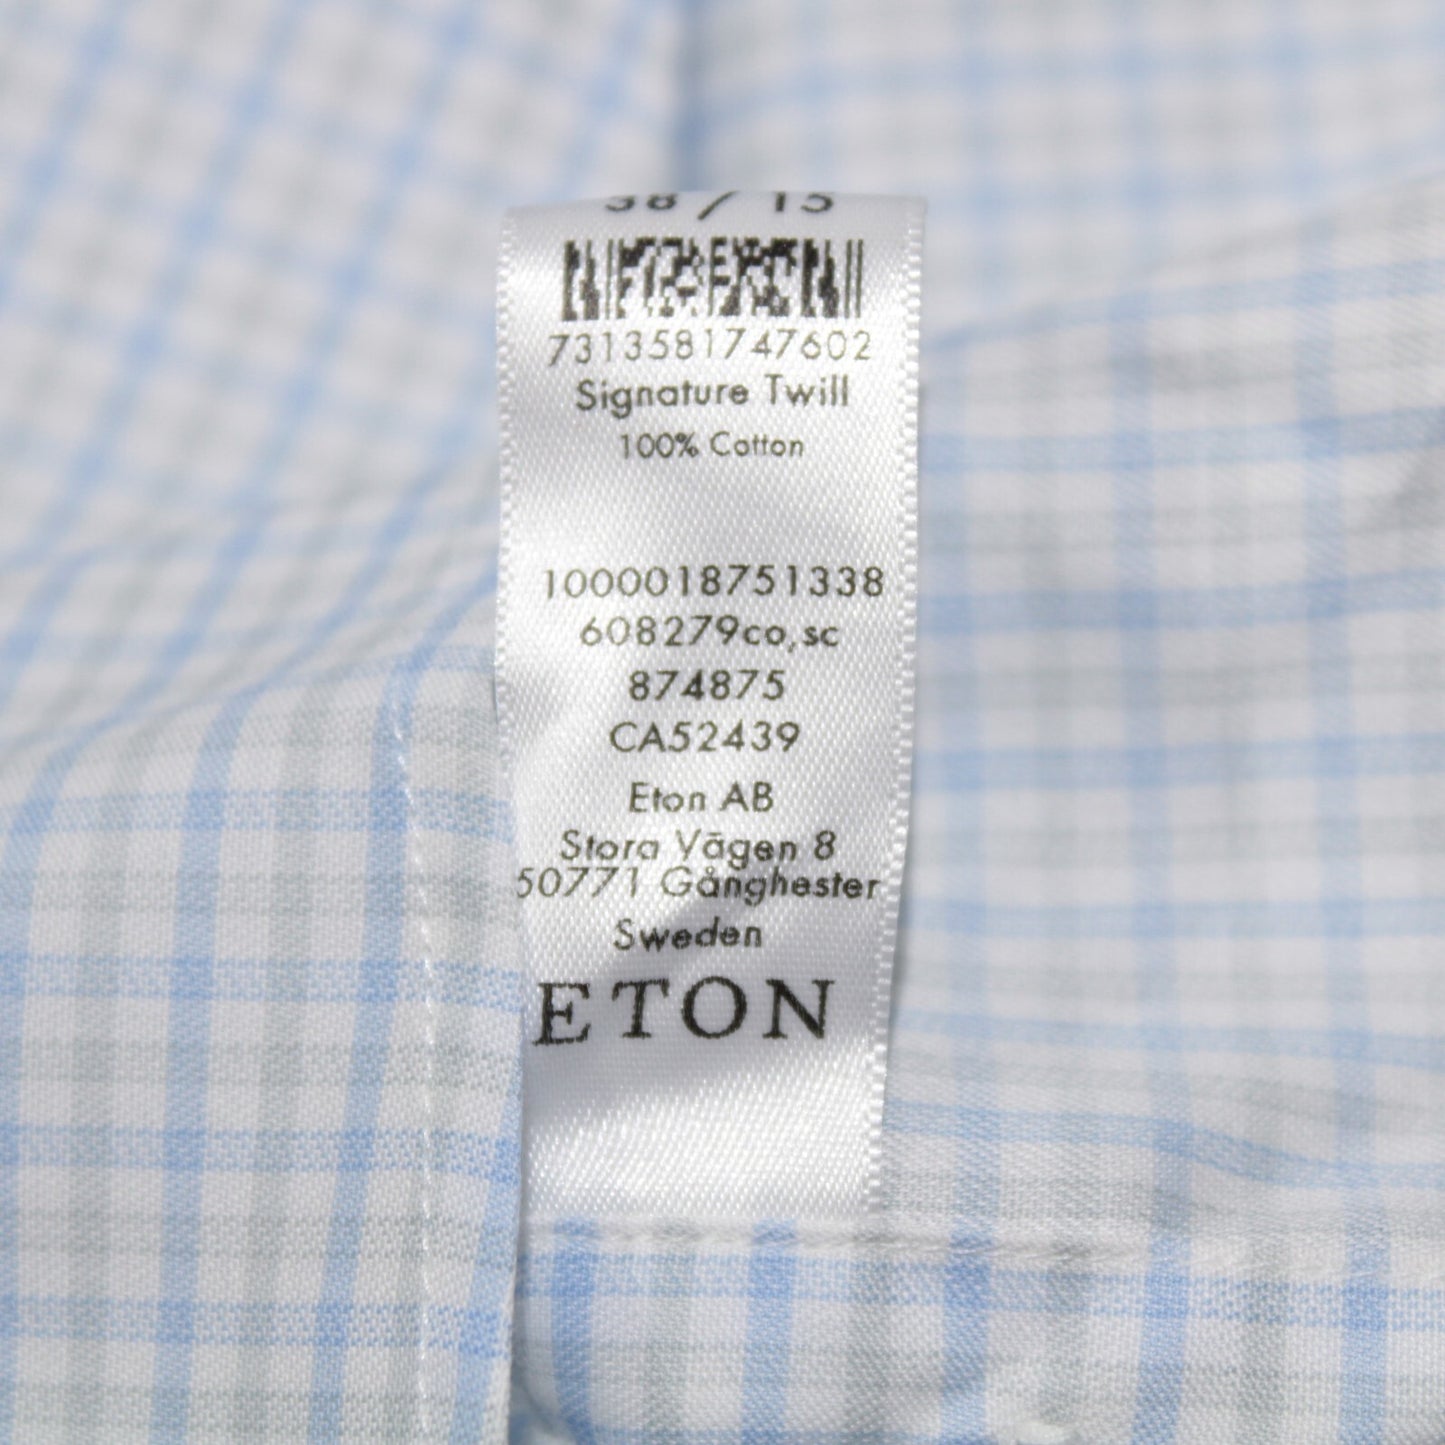 38 / 15
7313581747602
Signature Twill
100% Cotton
1000018751338
608279co,sc
874875
CA52439
Eton AB
Stora Vägen 8
50771 Gånghester
Sweden
ETON